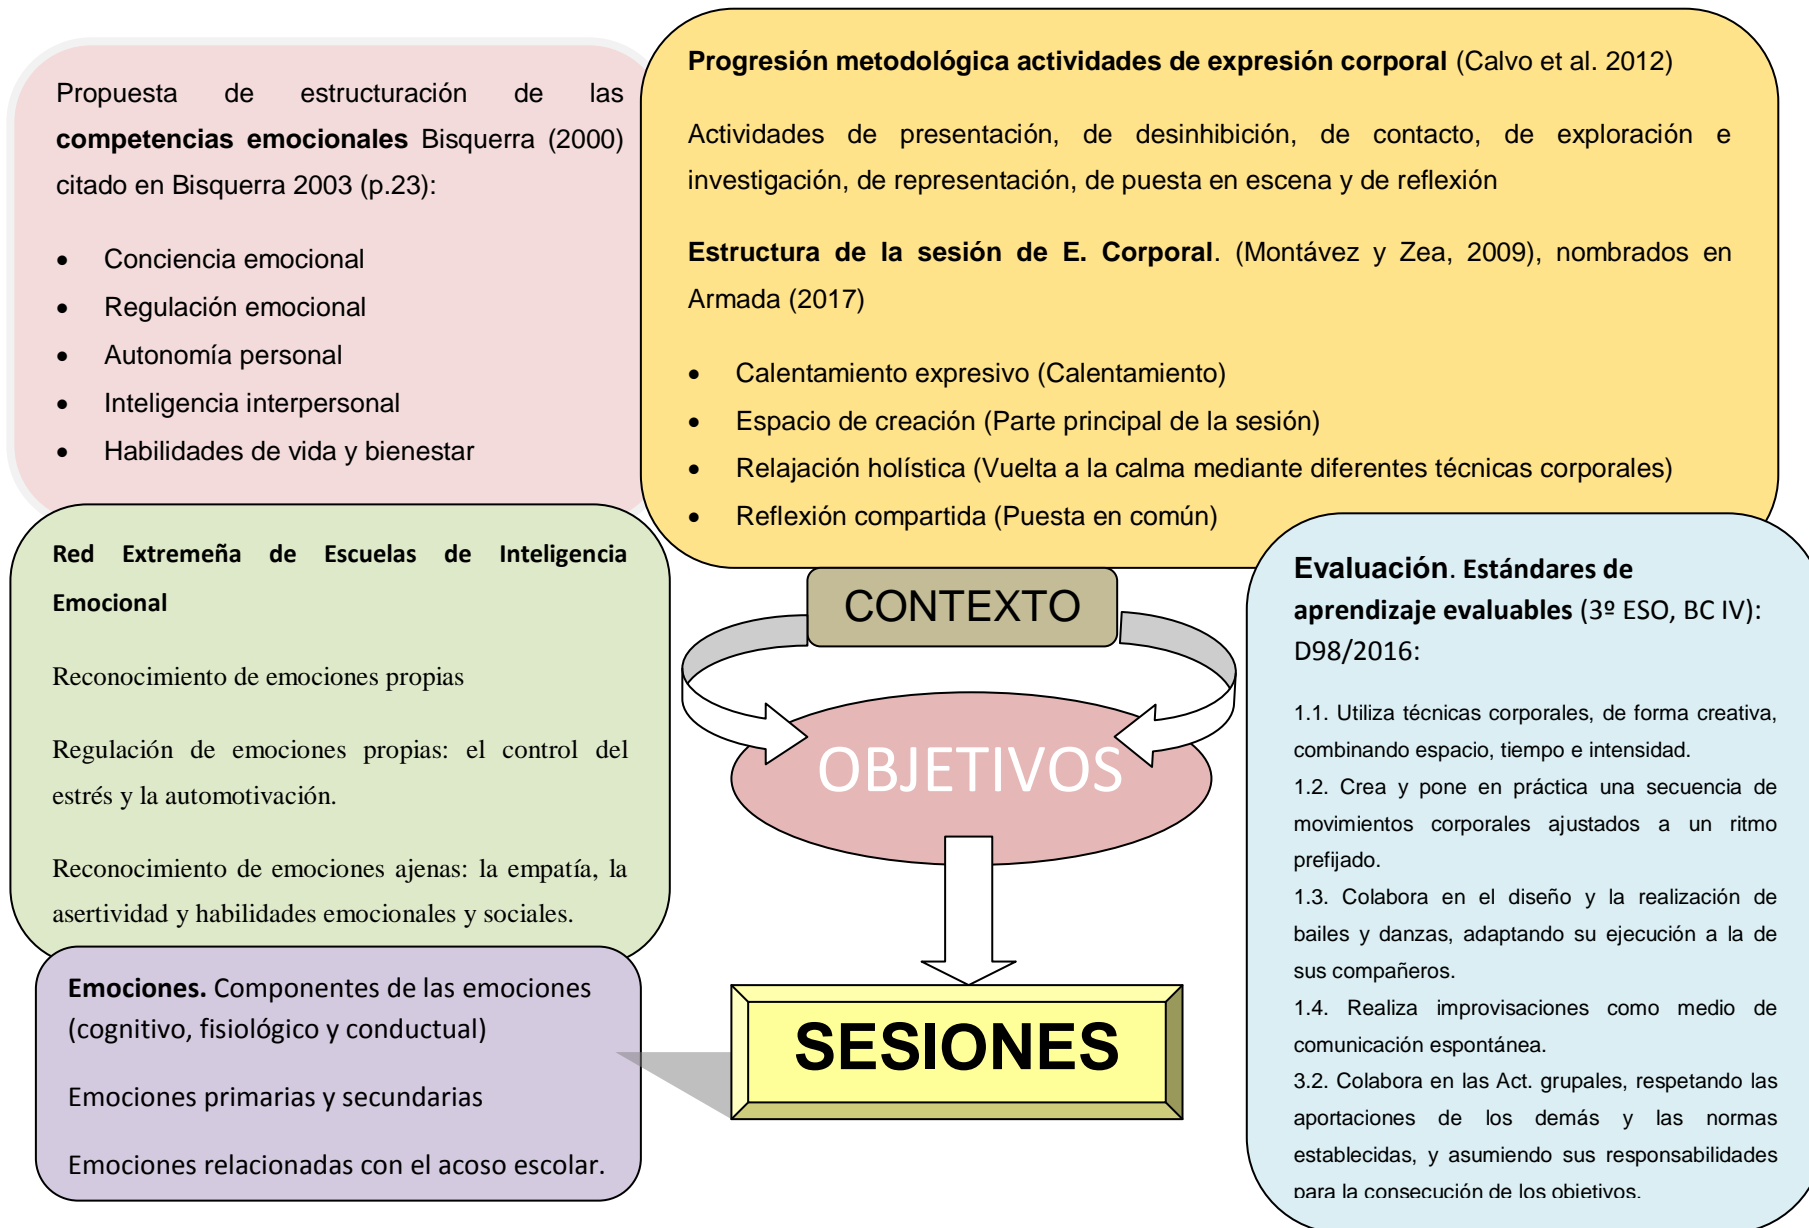 Propuesta de estructuración de las
competencias emocionales Bisquerra (2000)
citado en Bisquerra 2003 (p.23):
• Conciencia emocional
• Regulación emocional
• Autonomía personal
• Inteligencia interpersonal
• Habilidades de vida y bienestar
Progresión metodológica actividades de expresión corporal (Calvo et al. 2012)
Actividades de presentación, de desinhibición, de contacto, de exploración e
investigación, de representación, de puesta en escena y de reflexión
Estructura de la sesión de E. Corporal. (Montávez y Zea, 2009), nombrados en
Armada (2017)
• Calentamiento expresivo (Calentamiento)
• Espacio de creación (Parte principal de la sesión)
• Relajación holística (Vuelta a la calma mediante diferentes técnicas corporales)
• Reflexión compartida (Puesta en común)
Red Extremeña de Escuelas de Inteligencia
Emocional
Reconocimiento de emociones propias
Regulación de emociones propias: el control del
estrés y la automotivación.
Reconocimiento de emociones ajenas: la empatía, la
asertividad y habilidades emocionales y sociales.
CONTEXTO
OBJETIVOS
SESIONES
Evaluación. Estándares de
aprendizaje evaluables (3º ESO, BC IV):
D98/2016:
1.1. Utiliza técnicas corporales, de forma creativa,
combinando espacio, tiempo e intensidad.
1.2. Crea y pone en práctica una secuencia de
movimientos corporales ajustados a un ritmo
prefijado.
1.3. Colabora en el diseño y la realización de
bailes y danzas, adaptando su ejecución a la de
sus compañeros.
1.4. Realiza improvisaciones como medio de
comunicación espontánea.
3.2. Colabora en las Act. grupales, respetando las
aportaciones de los demás y las normas
establecidas, y asumiendo sus responsabilidades
para la consecución de los objetivos.
Emociones. Componentes de las emociones
(cognitivo, fisiológico y conductual)
Emociones primarias y secundarias
Emociones relacionadas con el acoso escolar.